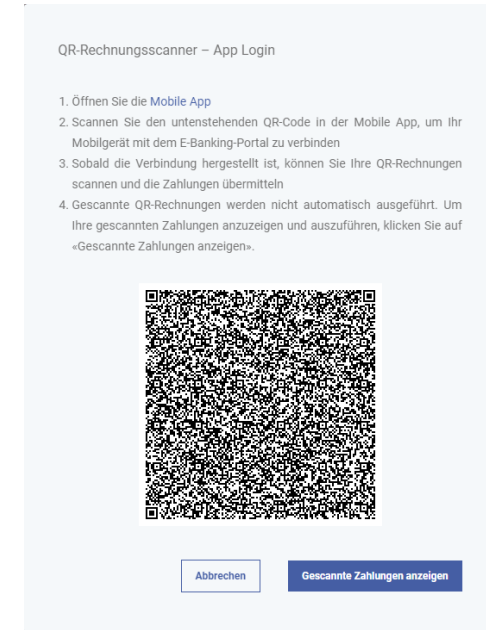 QR-Rechnungsscanner – App Login
1. Öffnen Sie die Mobile App
2. Scannen Sie den untenstehenden QR-Code in der Mobile App, um Ihr
Mobilgerät mit dem E-Banking-Portal zu verbinden
3. Sobald die Verbindung hergestellt ist, können Sie Ihre QR-Rechnungen
scannen und die Zahlungen übermitteln
4. Gescannte QR-Rechnungen werden nicht automatisch ausgeführt. Um
Ihre gescannten Zahlungen anzuzeigen und auszuführen, klicken Sie auf
«Gescannte Zahlungen anzeigen».
Abbrechen
Gescannte Zahlungen anzeigen